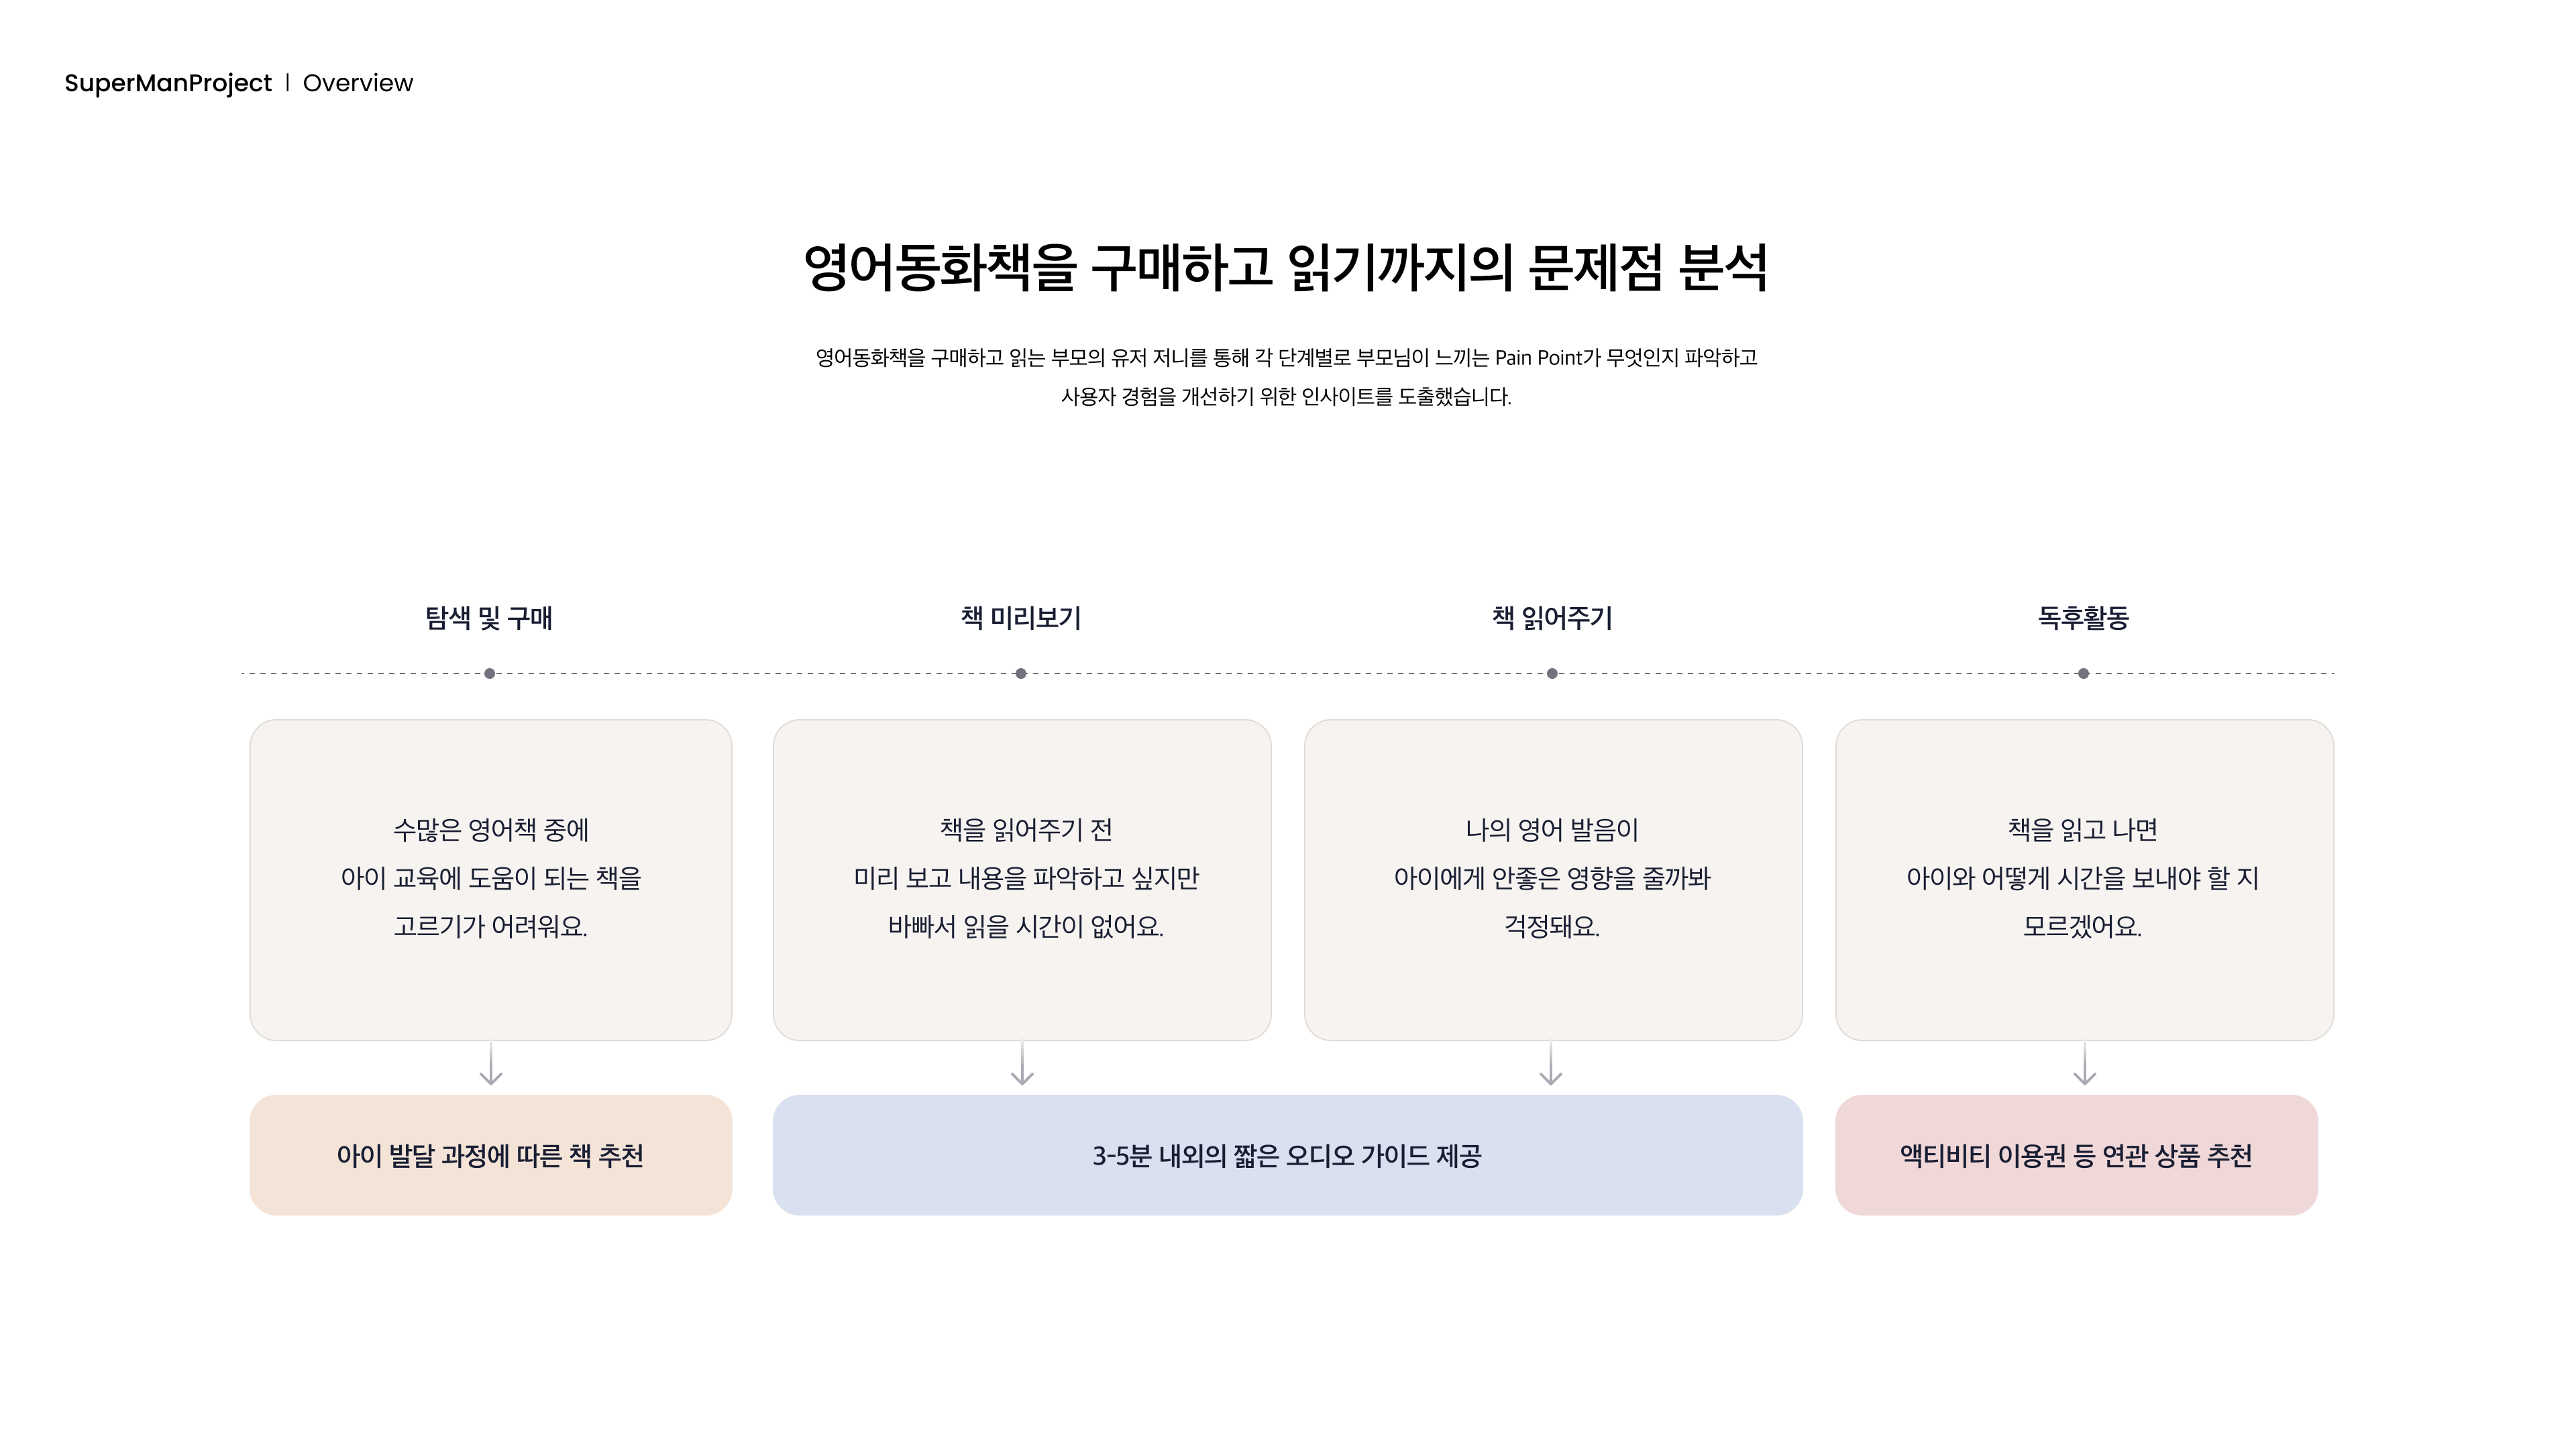 SuperManProject | Overview
영어동화책을 구매하고 읽기까지의 문제점 분석
영어동화책을 구매하고 읽는 부모의 유저 저니를 통해 각 단계별로 부모님이 느끼는 Pain Point가 무엇인지 파악하고
사용자 경험을 개선하기 위한 인사이트를 도출했습니다.
탐색 및 구매
책 미리보기
책 읽어주기
독후활동
수많은 영어책 중에
아이 교육에 도움이 되는 책을
고르기가 어려워요.
책을 읽어주기 전
미리 보고 내용을 파악하고 싶지만
바빠서 읽을 시간이 없어요.
나의 영어 발음이
아이에게 안좋은 영향을 줄까봐
걱정돼요.
책을 읽고 나면
아이와 어떻게 시간을 보내야 할 지
모르겠어요.
아이 발달 과정에 따른 책 추천
3-5분 내외의 짧은 오디오 가이드 제공
액티비티 이용권 등 연관 상품 추천